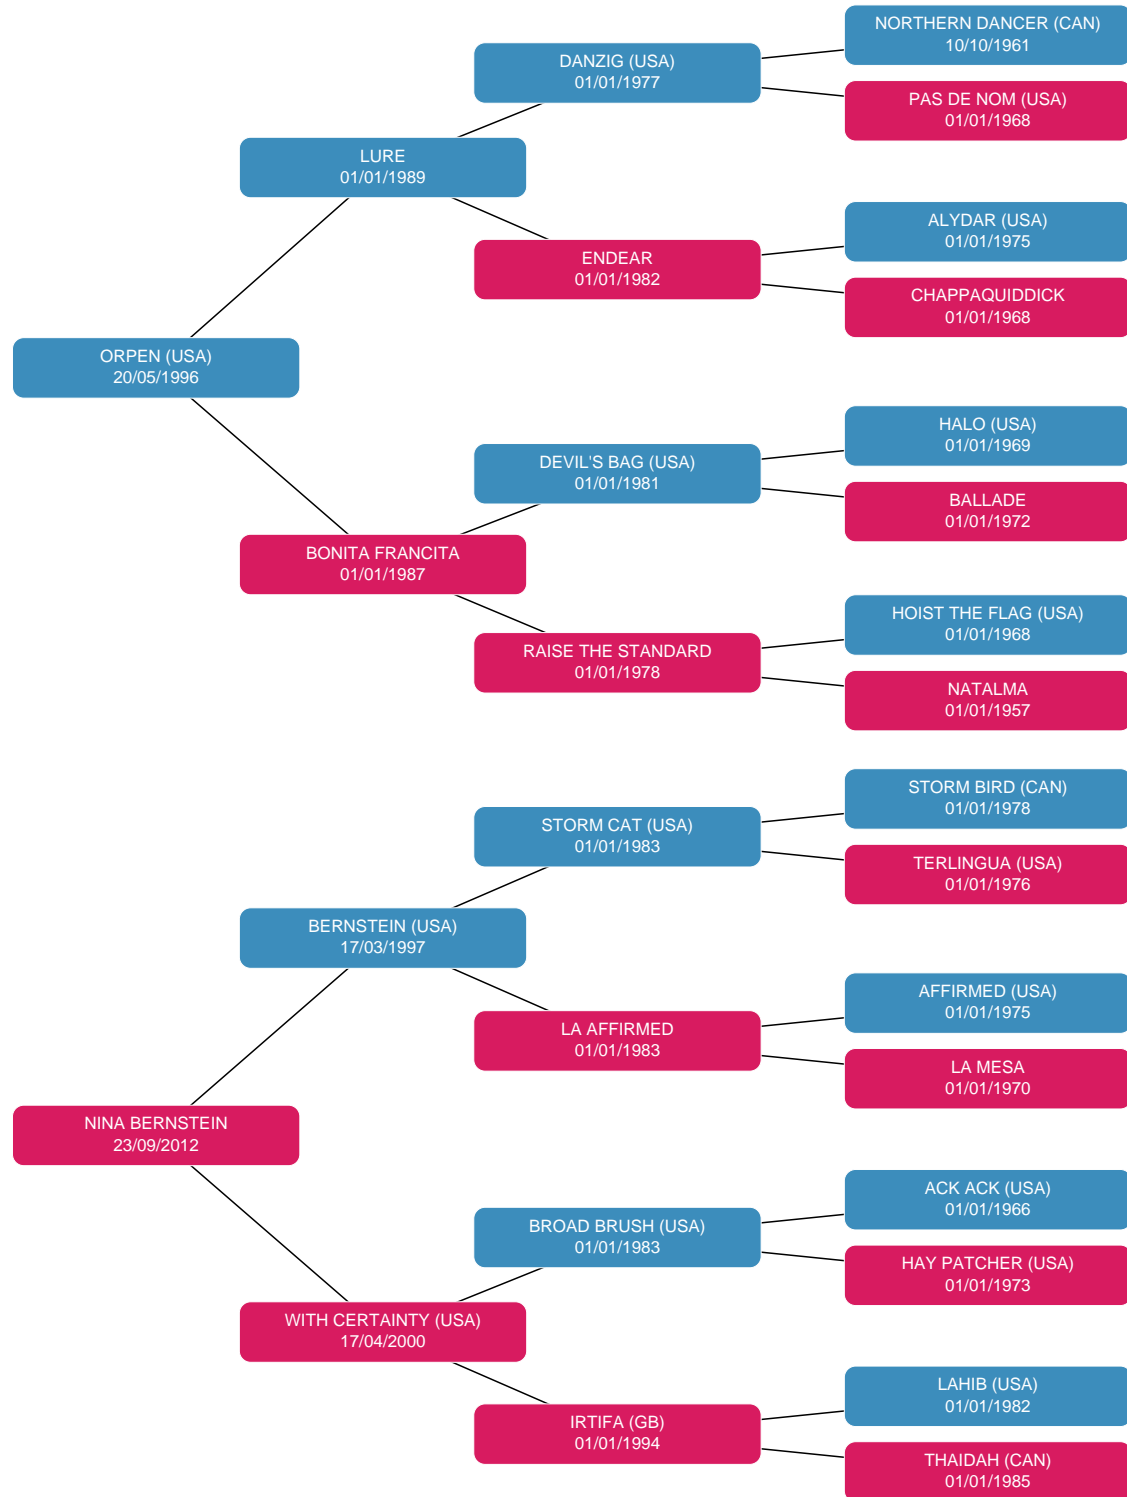 NORTHERN DANCER (CAN)
10/10/1961
DANZIG (USA)
01/01/1977
PAS DE NOM (USA)
01/01/1968
LURE
01/01/1989
ALYDAR (USA)
01/01/1975
ENDEAR
01/01/1982
CHAPPAQUIDDICK
01/01/1968
ORPEN (USA)
20/05/1996
HALO (USA)
01/01/1969
DEVIL'S BAG (USA)
01/01/1981
BALLADE
01/01/1972
BONITA FRANCITA
01/01/1987
HOIST THE FLAG (USA)
01/01/1968
RAISE THE STANDARD
01/01/1978
NATALMA
01/01/1957
STORM BIRD (CAN)
01/01/1978
STORM CAT (USA)
01/01/1983
TERLINGUA (USA)
01/01/1976
BERNSTEIN (USA)
17/03/1997
AFFIRMED (USA)
01/01/1975
LA AFFIRMED
01/01/1983
LA MESA
01/01/1970
NINA BERNSTEIN
23/09/2012
ACK ACK (USA)
01/01/1966
BROAD BRUSH (USA)
01/01/1983
HAY PATCHER (USA)
01/01/1973
WITH CERTAINTY (USA)
17/04/2000
LAHIB (USA)
01/01/1982
IRTIFA (GB)
01/01/1994
THAIDAH (CAN)
01/01/1985